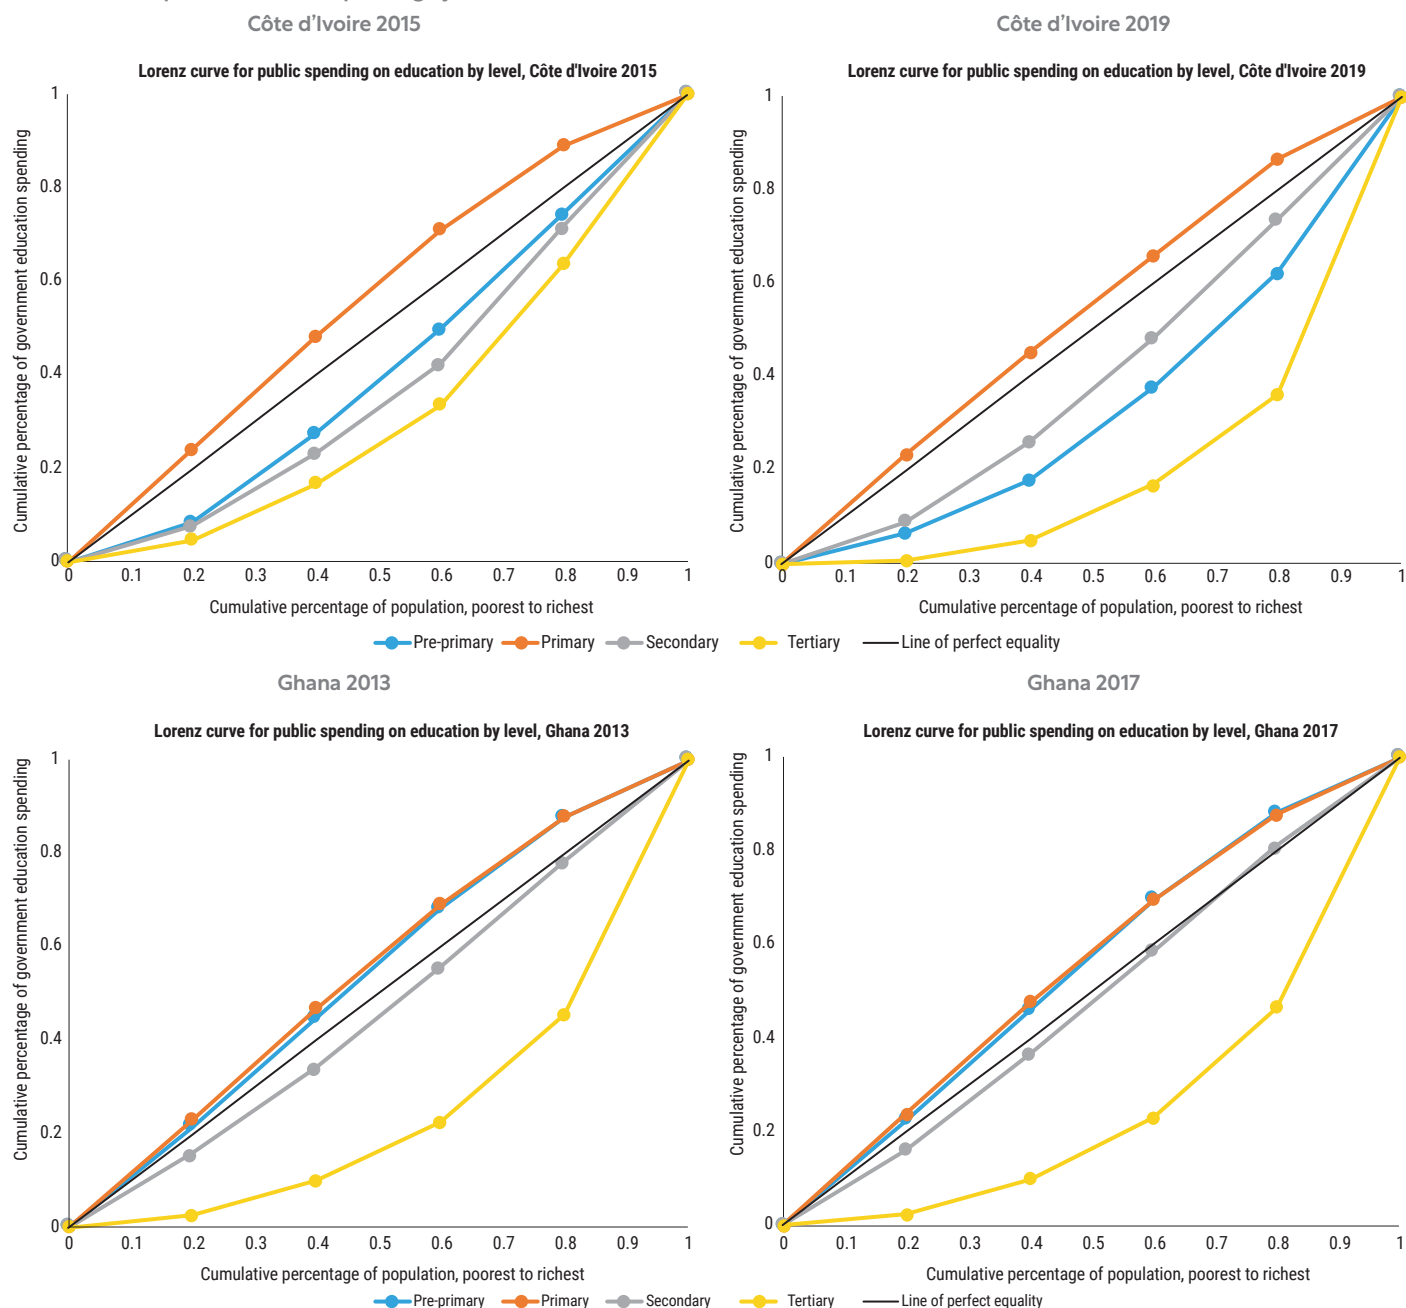 Côte d'Ivoire 2015
Côte d'Ivoire 2019
Lorenz curve for public spending on education by level, Côte d'Ivoire 2015
Cumulative percentage of government education spending
1
0.8
0.6
0.4
0.2
0
0 0.1 0.2 0.3 0.4 0.5 0.6 0.7 0.8 0.9 1
Cumulative percentage of population, poorest to richest
Lorenz curve for public spending on education by level, Côte d'Ivoire 2019
Cumulative percentage of government education spending
1
0.8
0.6
0.4
0.2
0
0 0.1 0.2 0.3 0.4 0.5 0.6 0.7 0.8 0.9 1
Cumulative percentage of population, poorest to richest
Pre-primary Primary Secondary Tertiary Line of perfect equality
Ghana 2013
Ghana 2017
Lorenz curve for public spending on education by level, Ghana 2013
Cumulative percentage of government education spending
1
0.8
0.6
0.4
0.2
0
0 0.1 0.2 0.3 0.4 0.5 0.6 0.7 0.8 0.9 1
Cumulative percentage of population, poorest to richest
Lorenz curve for public spending on education by level, Ghana 2017
Cumulative percentage of government education spending
1
0.8
0.6
0.4
0.2
0
0 0.1 0.2 0.3 0.4 0.5 0.6 0.7 0.8 0.9 1
Cumulative percentage of population, poorest to richest
Pre-primary Primary Secondary Tertiary Line of perfect equality